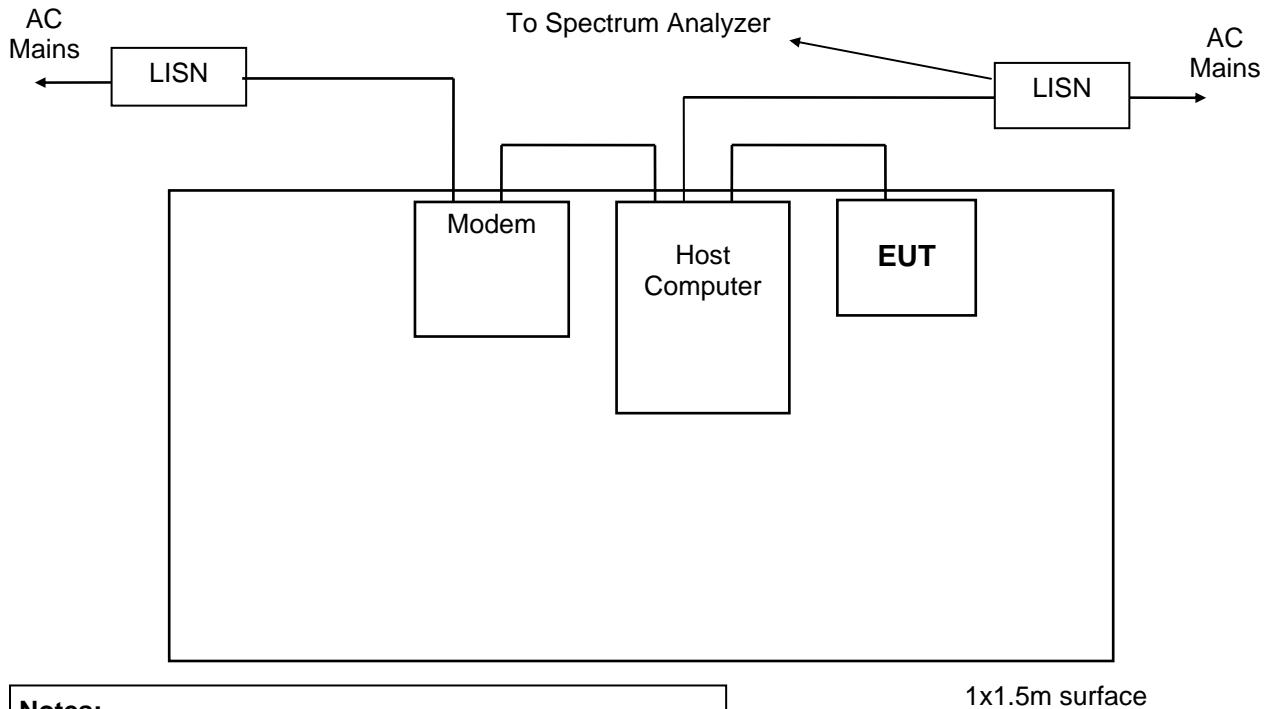 AC
Mains
LISN
To Spectrum Analyzer
LISN
AC
Mains
Modem
Host
Computer
EUT
1x1.5m surface
Notes: